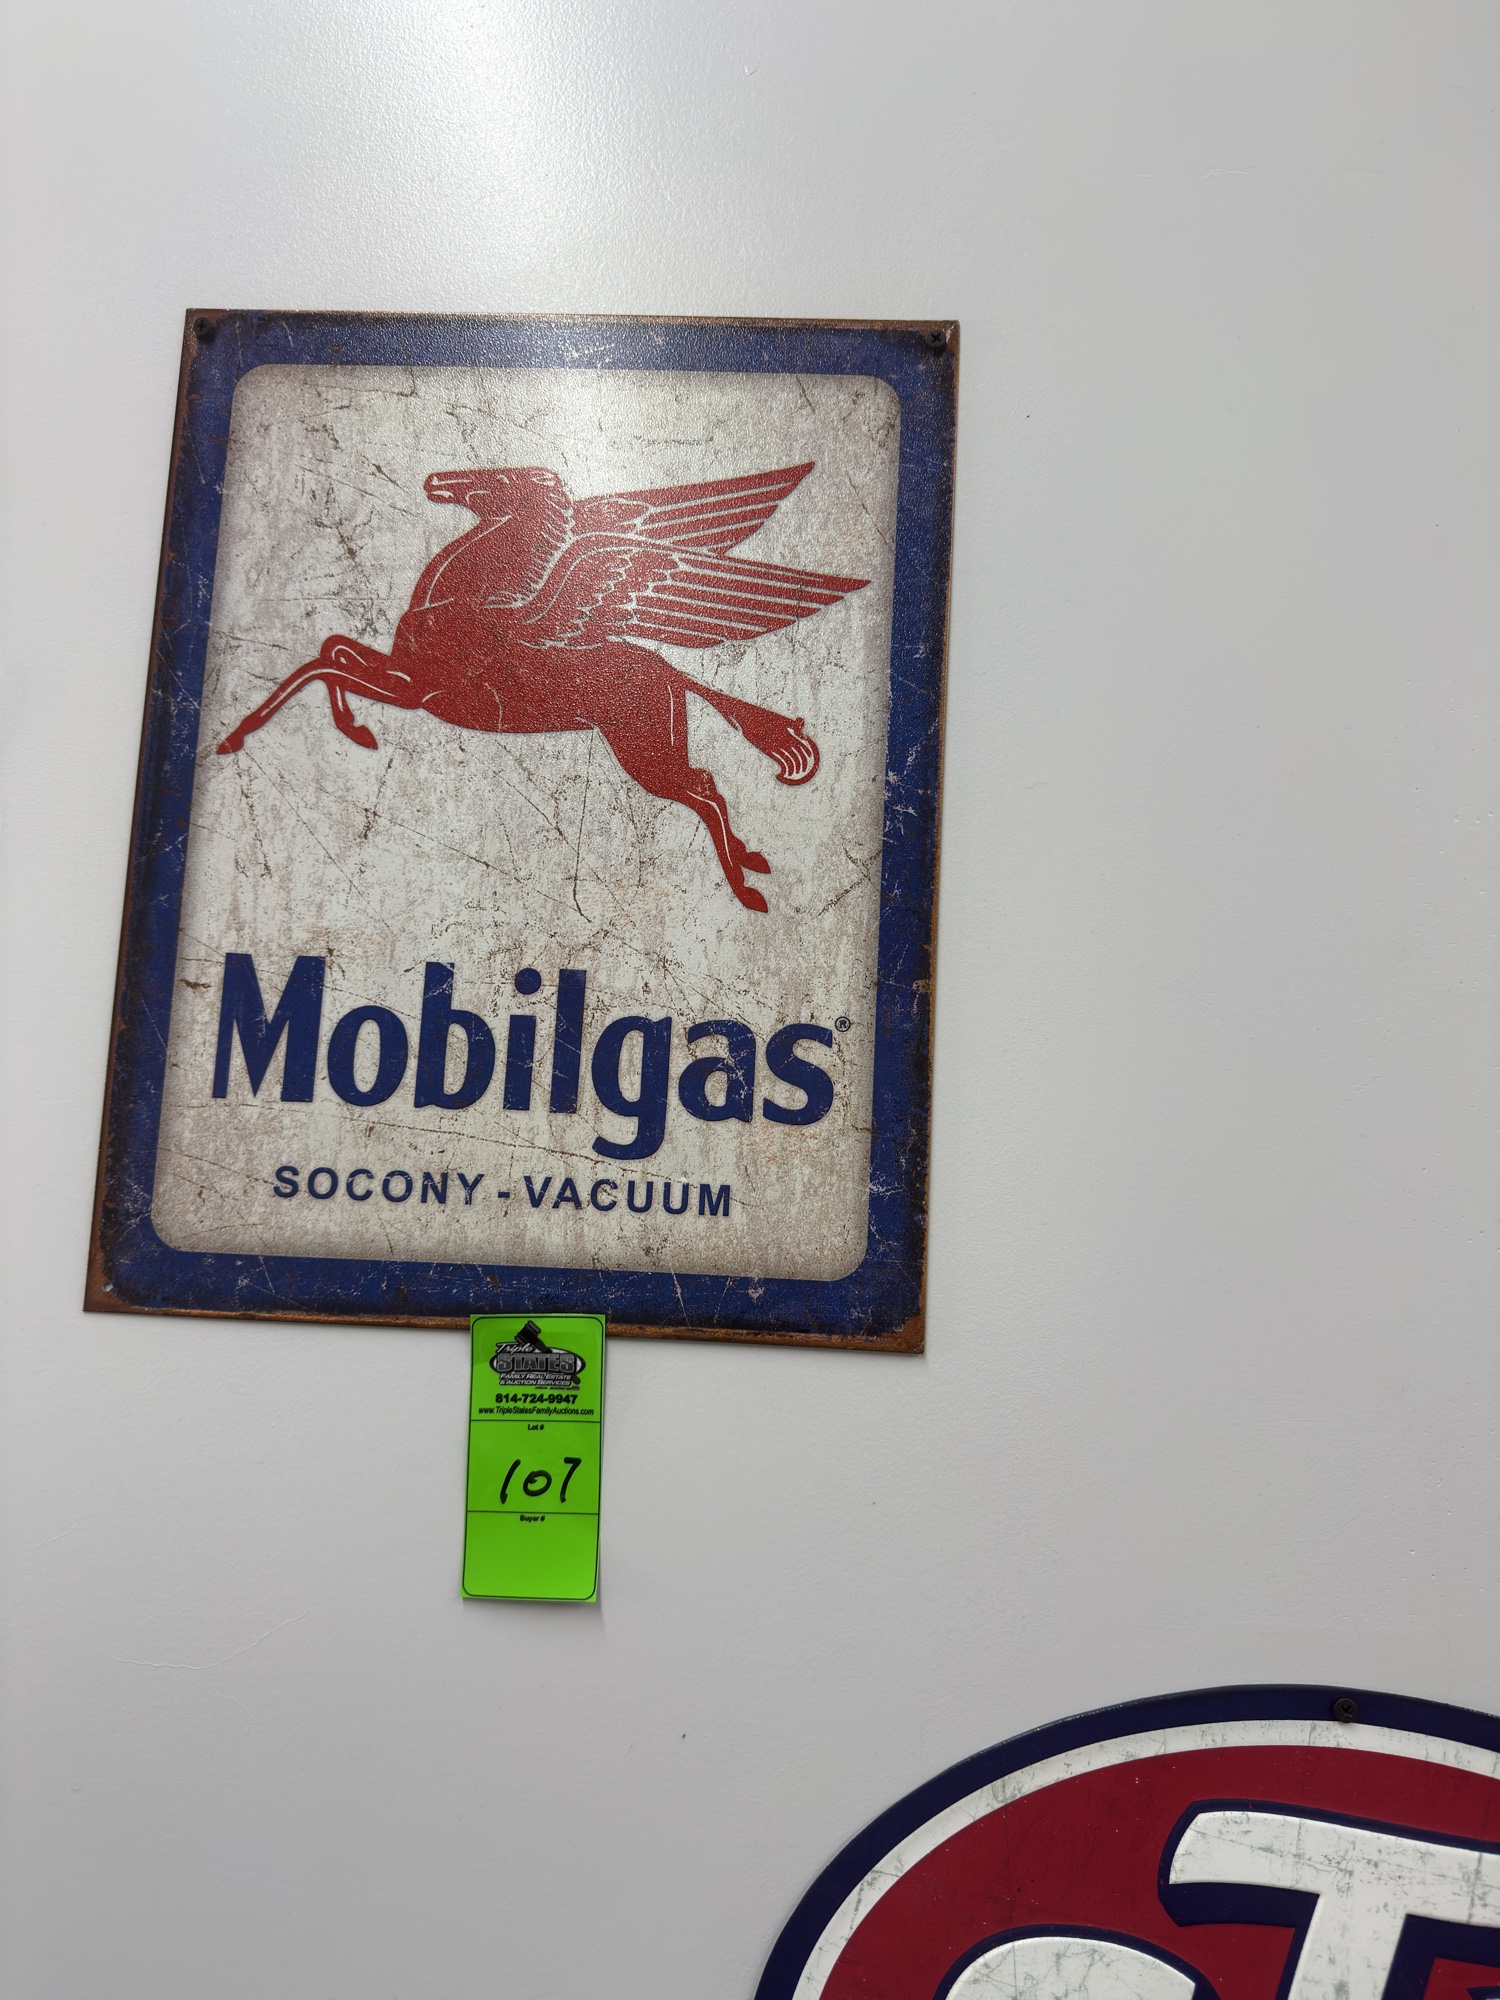 Mobilgas®
SOCONY-VACUUM
Triple
STATES
FAMILY REAL ESTATE
& AUCTION SERVICES
814-724-9947
www.TripleStatesFamilyAuctions.com
Lot #
107
Buyer #
ST